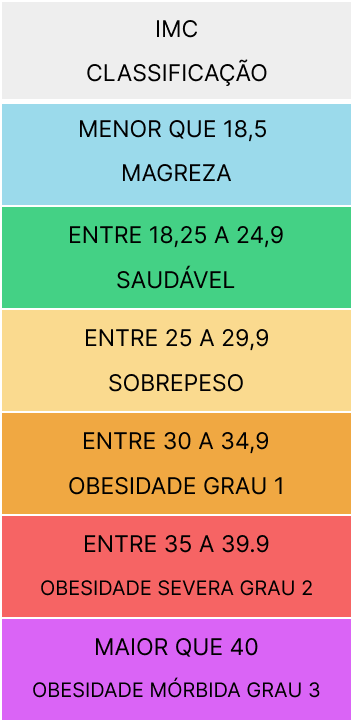 IMC
CLASSIFICAÇÃO
MENOR QUE 18,5
MAGREZA
ENTRE 18,25 A 24,9
SAUDÁVEL
ENTRE 25 A 29,9
SOBREPESO
ENTRE 30 A 34,9
OBESIDADE GRAU 1
ENTRE 35 A 39.9
OBESIDADE SEVERA GRAU 2
MAIOR QUE 40
OBESIDADE MÓRBIDA GRAU 3